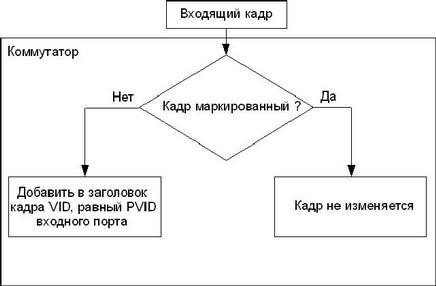 Входящий кадр
Коммутатор
Нет
Кадр маркированный ?
Да
Добавить в заголовок
кадра VID, равный PVID
входного порта
Кадр не изменяется